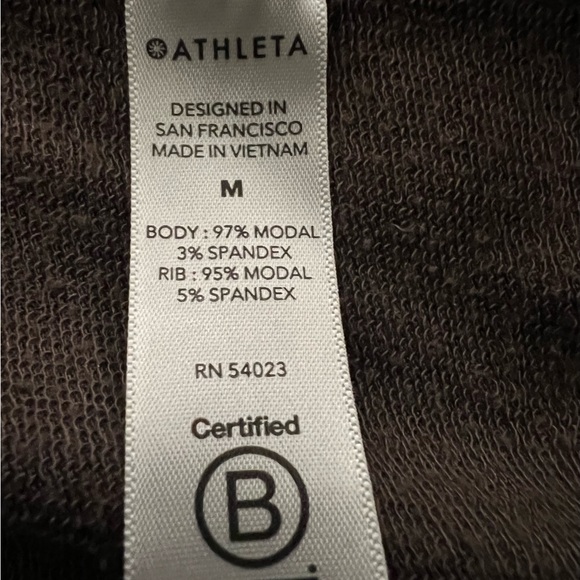 ATHLETA
DESIGNED IN
SAN FRANCISCO
MADE IN VIETNAM
M
BODY : 97% MODAL
3% SPANDEX
RIB : 95% MODAL
5% SPANDEX
RN 54023
Certified
B